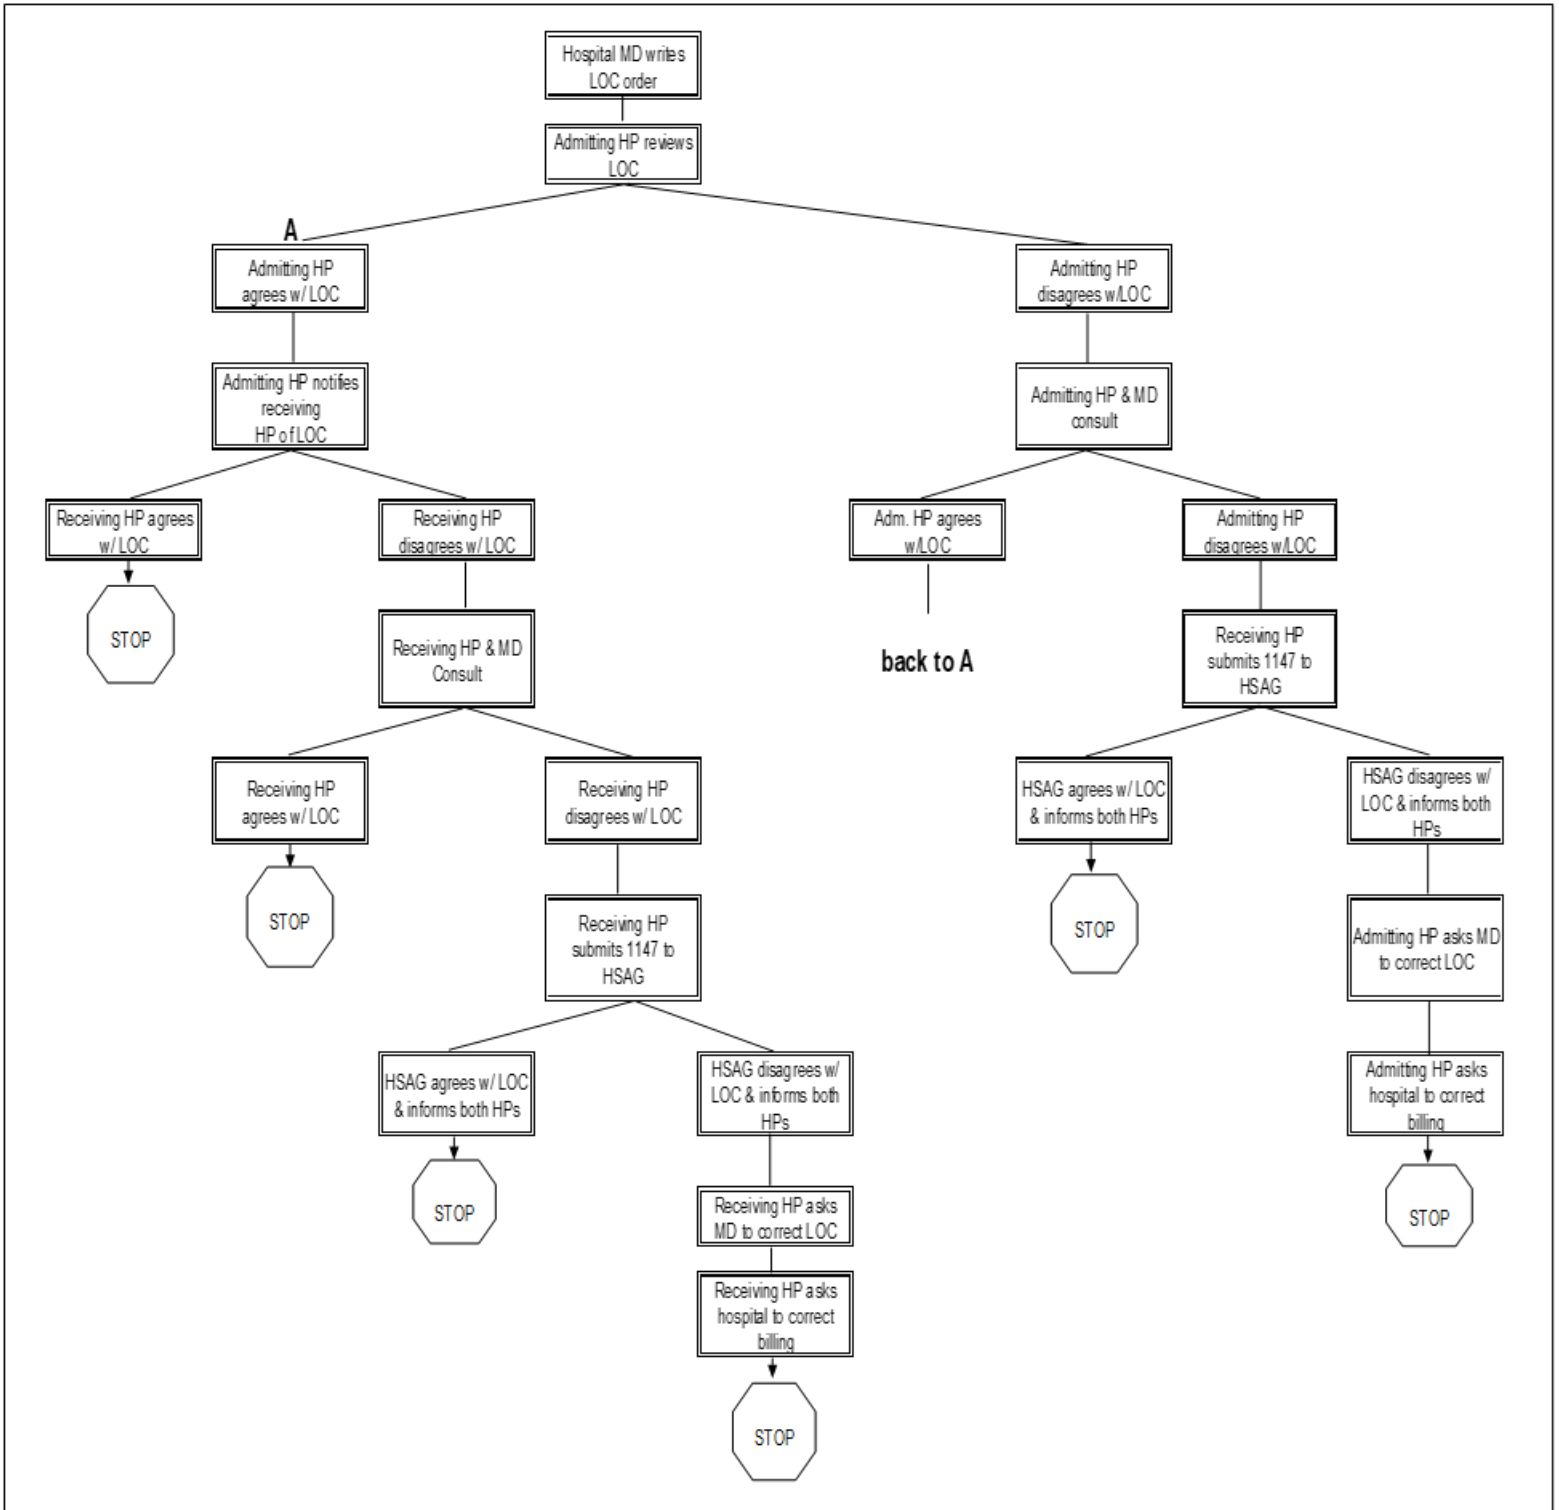 Hospital MD writes
LOC order
Admitting HP reviews
LOC
A
Admitting HP
agrees w/ LOC
Admitting HP
disagrees w/LOC
Admitting HP notifies
receiving
HP of LOC
Admitting HP & MD
consult
Receiving HP agrees
w/ LOC
Receiving HP
disagrees w/ LOC
Adm. HP agrees
w/LOC
Admitting HP
disagrees w/LOC
STOP
Receiving HP & MD
Consult
back to A
Receiving HP
submits 1147 to
HSAG
Receiving HP
agrees w/ LOC
Receiving HP
disagrees w/ LOC
HSAG agrees w/ LOC
& informs both HPs
HSAG disagrees w/
LOC & informs both
HPs
STOP
Receiving HP
submits 1147 to
HSAG
STOP
Admitting HP asks MD
to correct LOC
HSAG agrees w/ LOC
& informs both HPs
HSAG disagrees w/
LOC & informs both
HPs
Admitting HP asks
hospital to correct
billing
STOP
Receiving HP asks
MD to correct LOC
STOP
Receiving HP asks
hospital to correct
billing
STOP